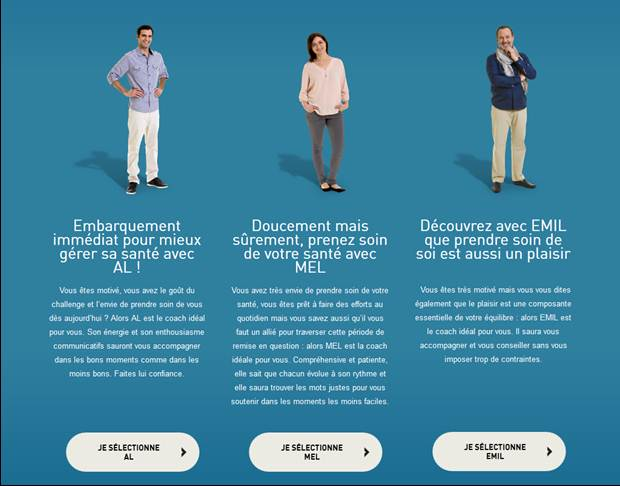 Embarquement
immédiat pour mieux
gérer sa santé avec
AL !
Vous êtes motivé, vous avez le goût du
challenge et l'envie de prendre soin de vous
dès aujourd'hui ? Alors AL est le coach idéal
pour vous. Son énergie et son enthousiasme
communicatifs sauront vous accompagner
dans les bons moments comme dans les
moins bons. Faites lui confiance.
JE SÉLECTIONNE
AL
Doucement mais
sûrement, prenez soin
de votre santé avec
MEL
Vous avez très envie de prendre soin de votre
santé, vous êtes prêt à faire des efforts au
quotidien mais vous savez aussi qu'il vous
faut un allié pour traverser cette période de
remise en question : alors MEL est la coach
idéale pour vous. Compréhensive et patiente,
elle sait que chacun évolue à son rythme et
elle saura trouver les mots justes pour vous
soutenir dans les moments les moins faciles.
JE SÉLECTIONNE
MEL
Découvrez avec EMIL
que prendre soin de
soi est aussi un plaisir
Vous êtes très motivé mais vous vous dites
également que le plaisir est une composante
essentielle de votre équilibre : alors EMIL est
le coach idéal pour vous. Il saura vous
accompagner et vous conseiller sans vous
imposer trop de contraintes.
JE SÉLECTIONNE
EMIL